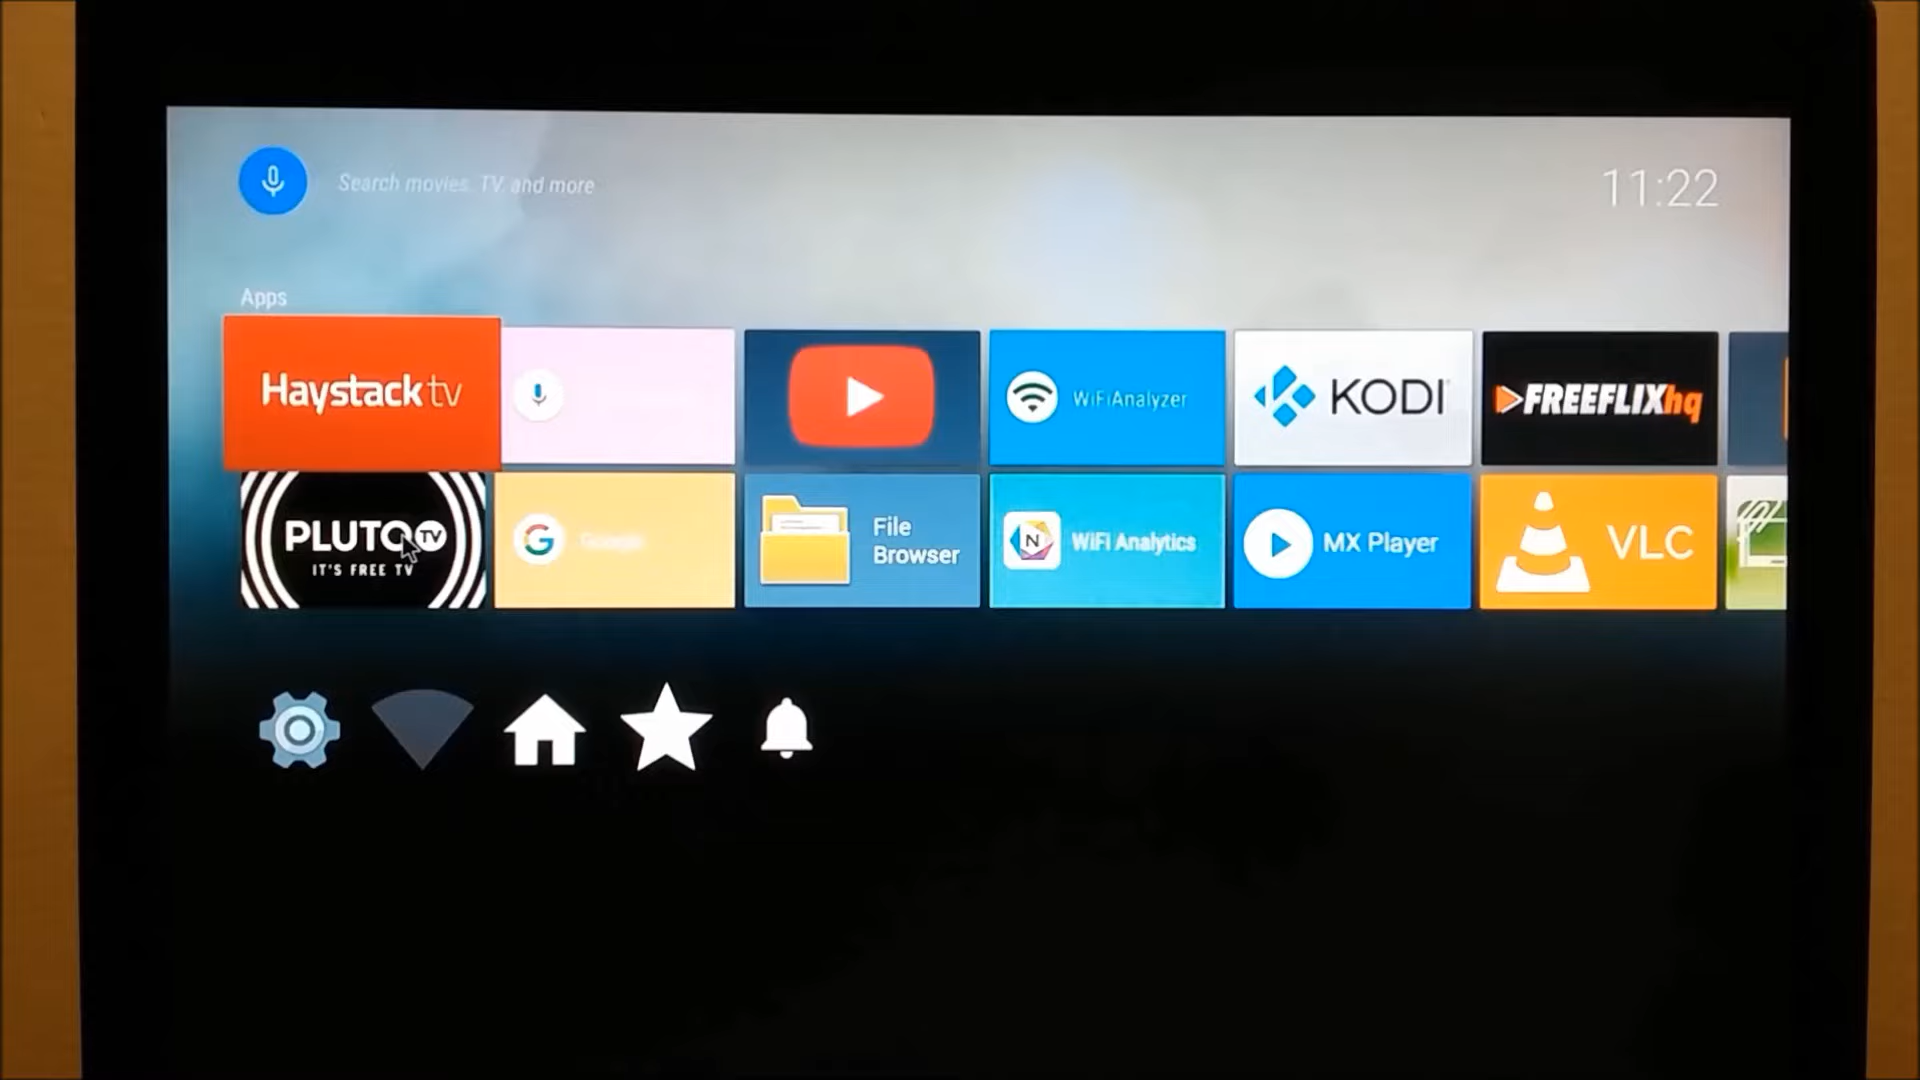 Search movies, TV, and more
11:22
Apps
Haystack tv
WiFiAnalyzer
KODI
FREEFLIXhq
PLUTO TV
IT'S FREE TV
G
File
Browser
N
WiFi Analytics
MX Player
VLC